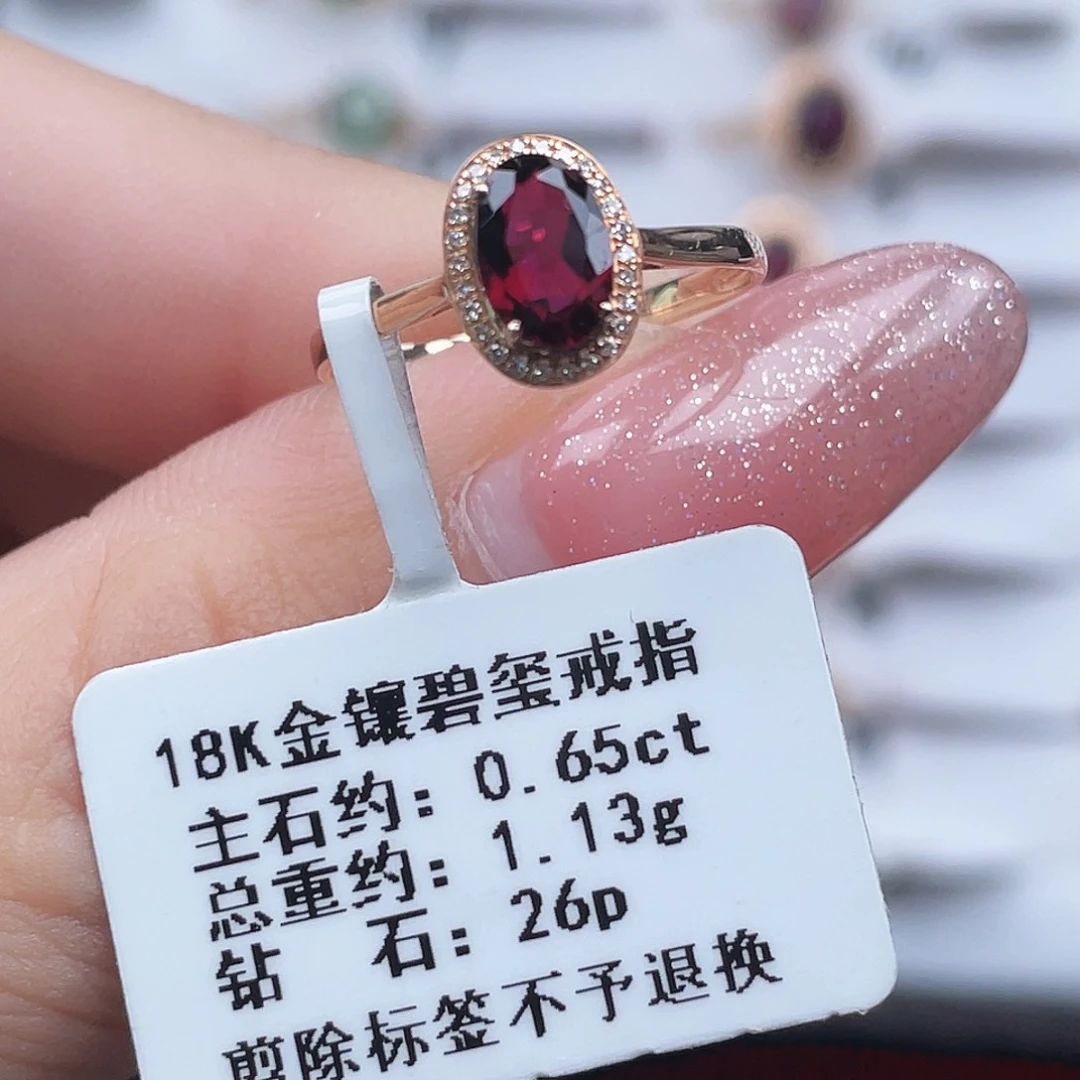 18K金镶碧玺戒指
主石约：0.65ct
总重约：1.13g
钻 石：26p
剪除标签不予退换